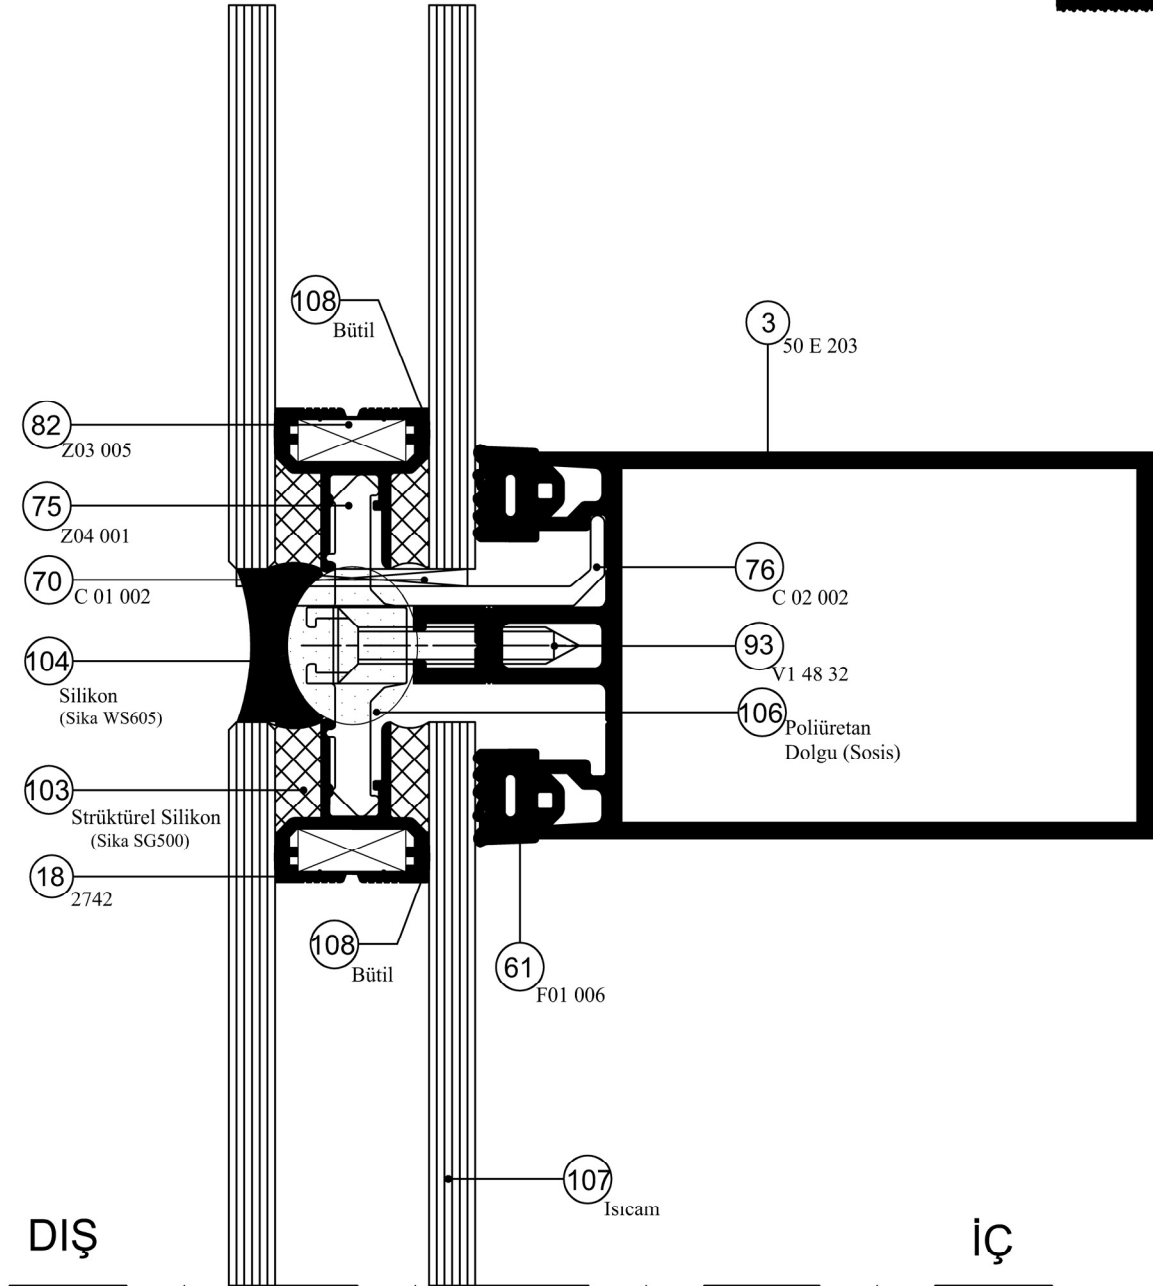 108
Bütil
3
50 E 203
82
Z03 005
75
Z04 001
70
C 01 002
76
C 02 002
93
V1 48 32
104
Silikon
(Sika WS605)
106
Poliüretan
Dolgu (Sosis)
103
Strüktürel Silikon
(Sika SG500)
18
2742
108
Bütil
61
F01 006
107
Isıcam
DIŞ
İÇ